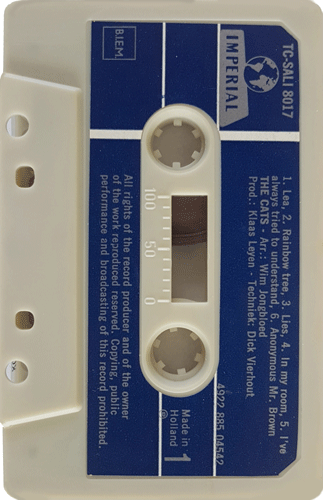 B.I.E.M.
IMPERIAL
TC-SALI 8017
1. Lea, 2. Rainbow tree, 3. Lies, 4. In my room, 5. I've
always tried to understand, 6. Anonymous Mr. Brown
THE CATS - Arr.: Wim Jongbloed
Prod.: Klaas Leyen - Techniek: Dick Vierhout
100 50 0
4922 885 04542
1
Made in
Holland
℗
All rights of the record producer and of the owner
of the work reproduced reserved. Copying, public
performance and broadcasting of this record prohibited.